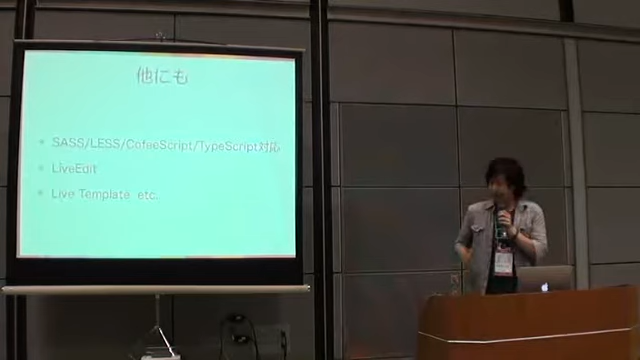 他にも
SASS/LESS/CofeeScript/TypeScript対応
LiveEdit
Live Template etc.